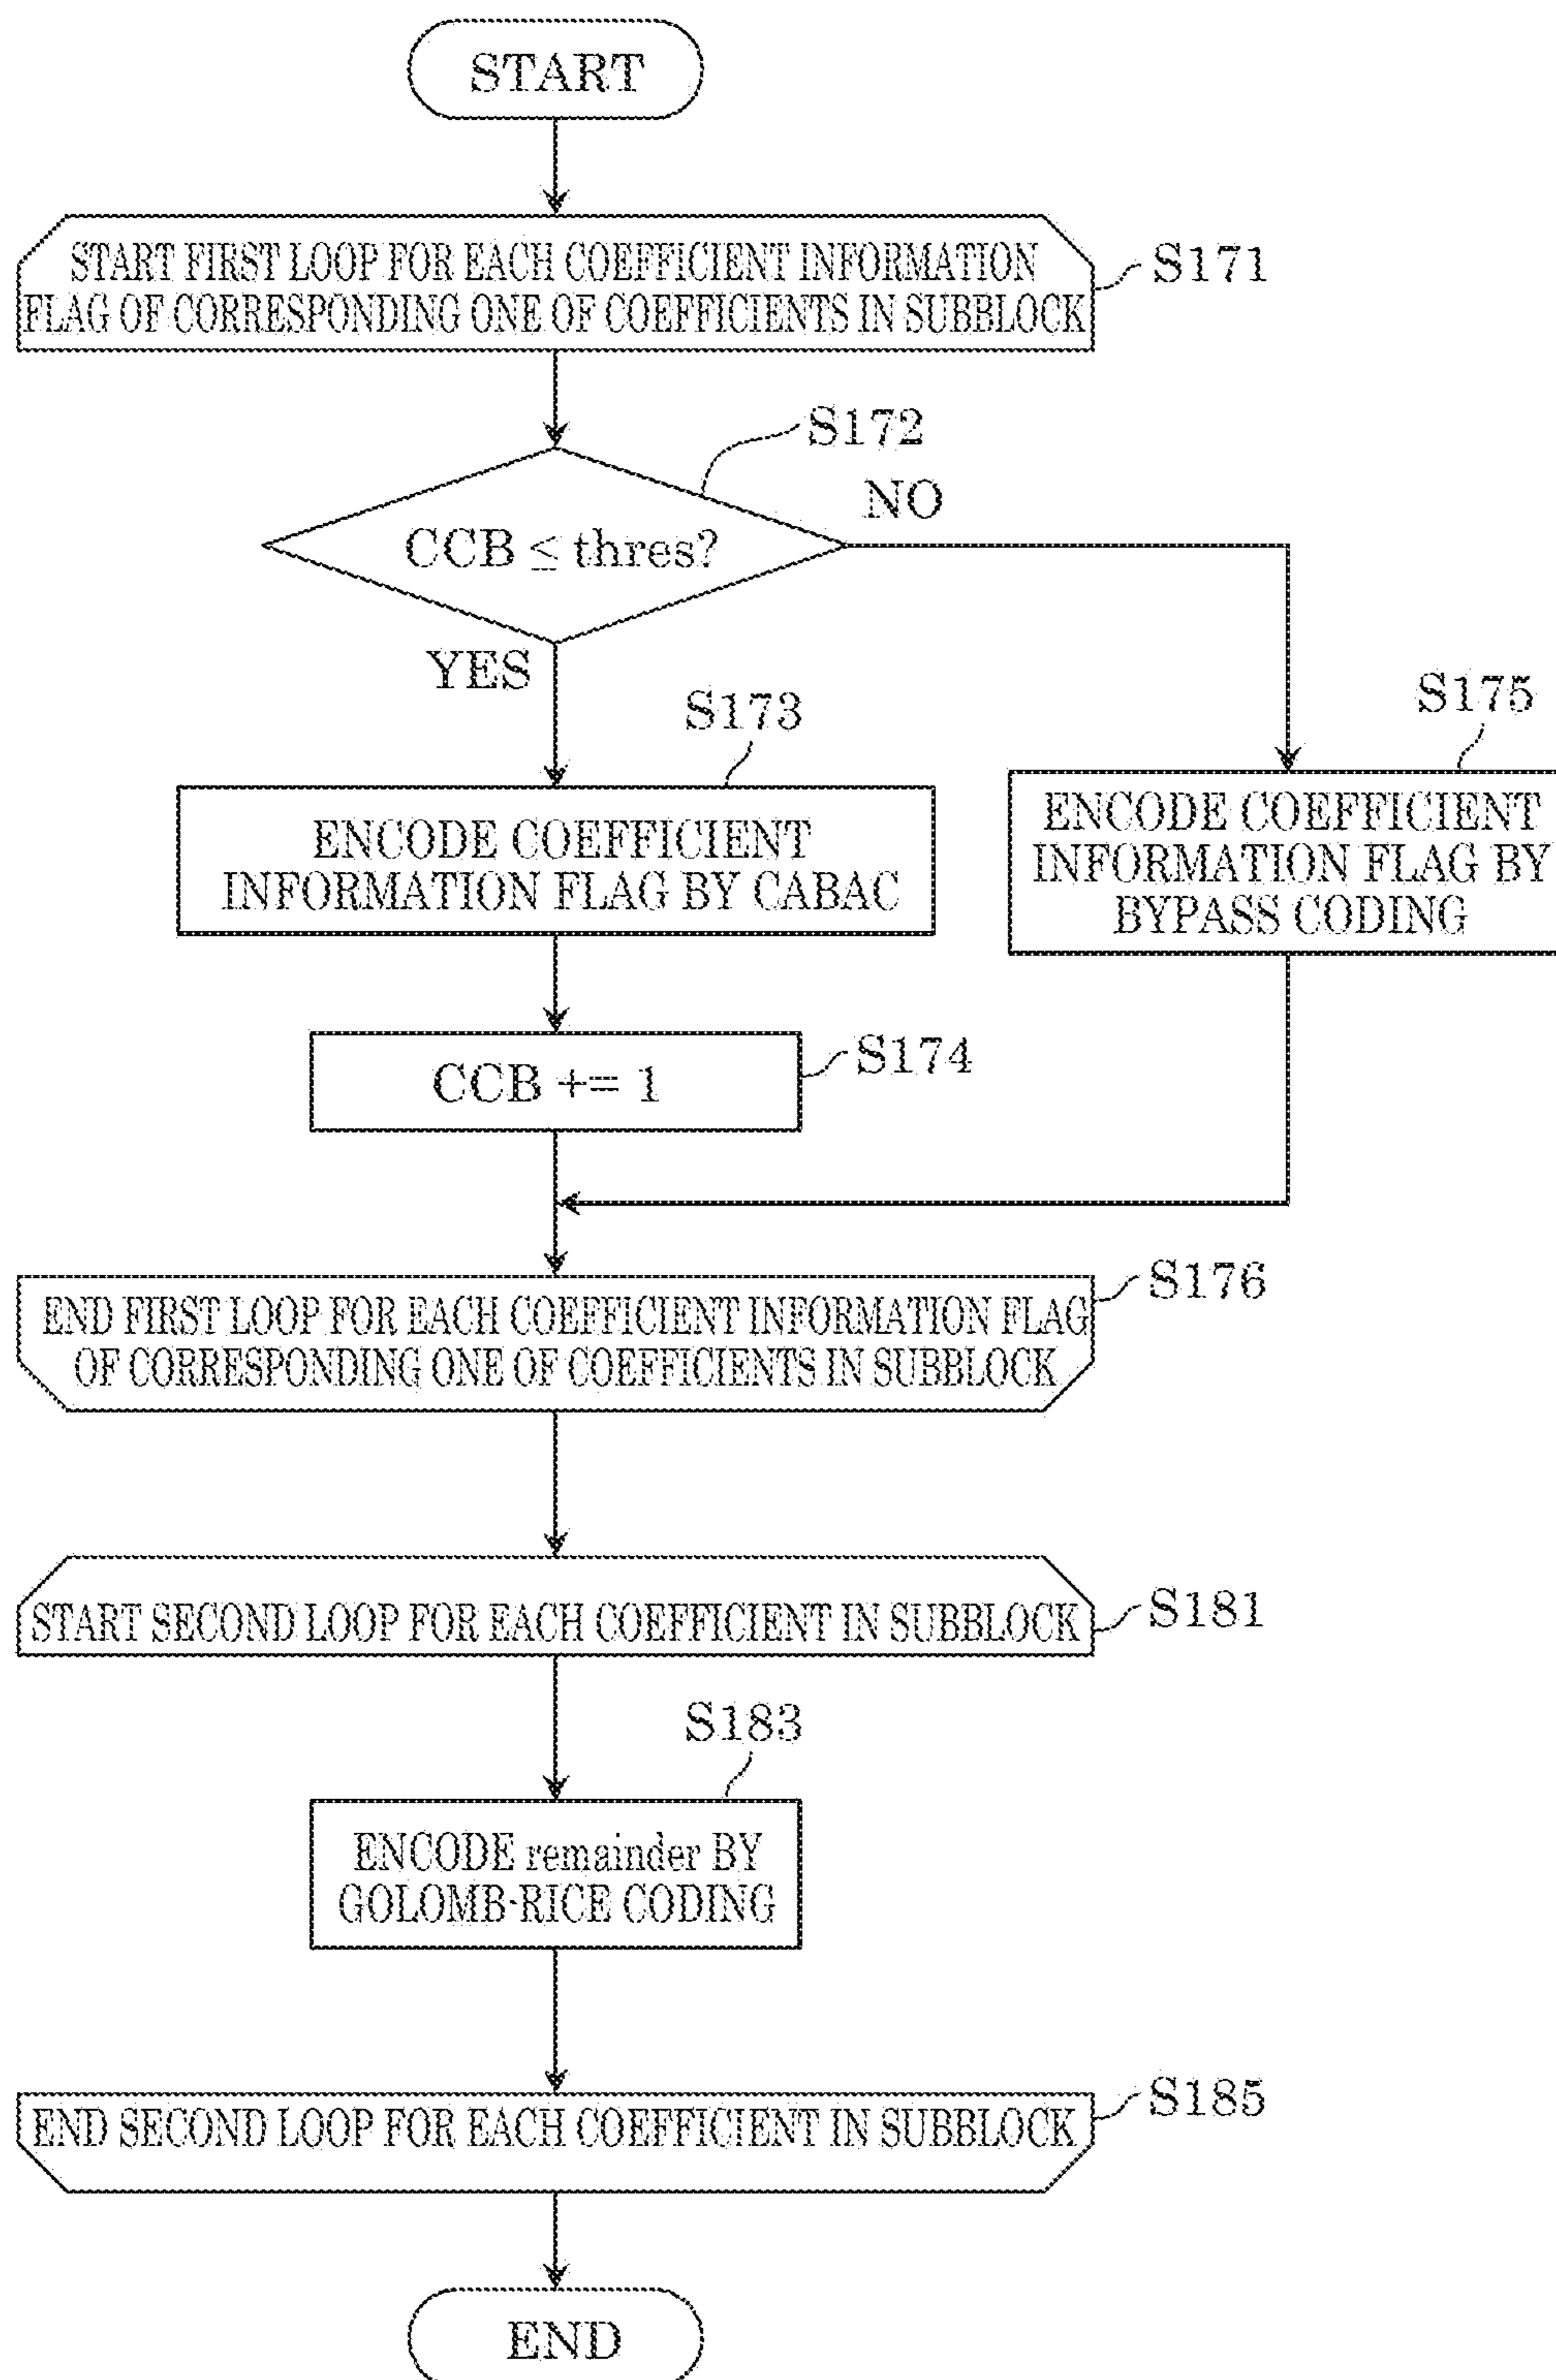 START
START FIRST LOOP FOR EACH COEFFICIENT INFORMATION
FLAG OF CORRESPONDING ONE OF COEFFICIENTS IN SUBBLOCK
S171
S172
CCB ≤ thres?
NO
YES
S173
ENCODE COEFFICIENT
INFORMATION FLAG BY CABAC
S175
ENCODE COEFFICIENT
INFORMATION FLAG BY
BYPASS CODING
CCB += 1
S174
END FIRST LOOP FOR EACH COEFFICIENT INFORMATION FLAG
OF CORRESPONDING ONE OF COEFFICIENTS IN SUBBLOCK
S176
START SECOND LOOP FOR EACH COEFFICIENT IN SUBBLOCK
S181
S183
ENCODE remainder BY
GOLOMB-RICE CODING
END SECOND LOOP FOR EACH COEFFICIENT IN SUBBLOCK
S185
END